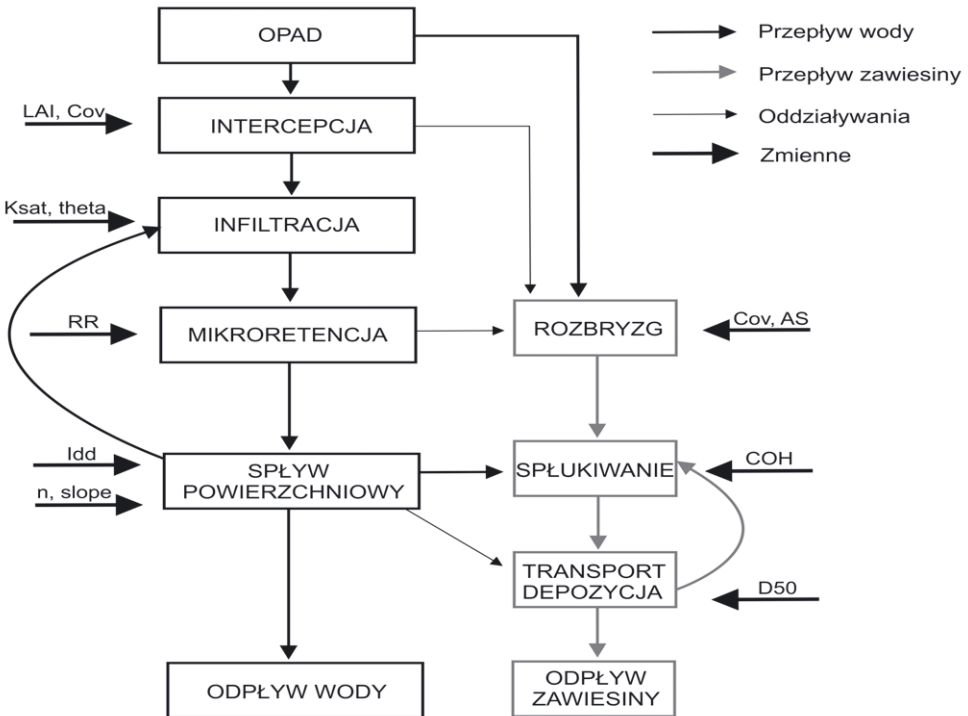 OPAD
Przepływ wody
Przepływ zawiesiny
Oddziaływania
Zmienne
LAI, Cov
INTERCEPCJA
Ksat, theta
INFILTRACJA
RR
MIKRORETENCJA
ROZBRYZG
Cov, AS
Idd
n, slope
SPŁYW
POWIERZCHNIOWY
SPŁUKIWANIE
COH
TRANSPORT
DEPOZYCJA
D50
ODPŁYW WODY
ODPŁYW
ZAWIESINY